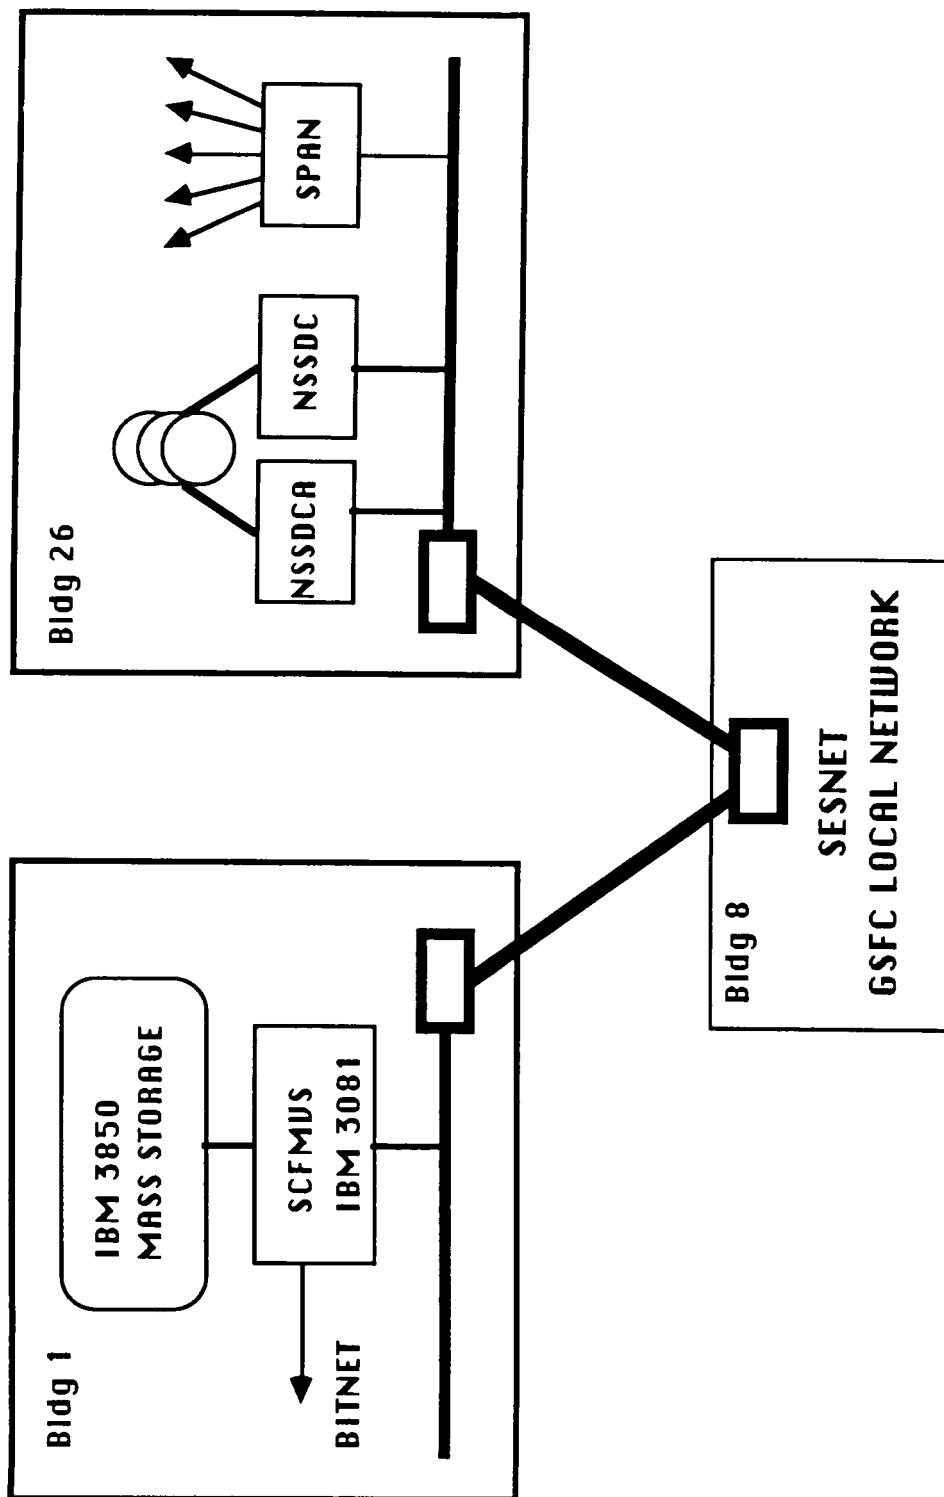 Bldg 1
IBM 3850
MASS STORAGE
SCFMVS
IBM 3081
BITNET
Bldg 26
NSSDCA
NSSDC
SPAN
Bldg 8
SESNET
GSFC LOCAL NETWORK